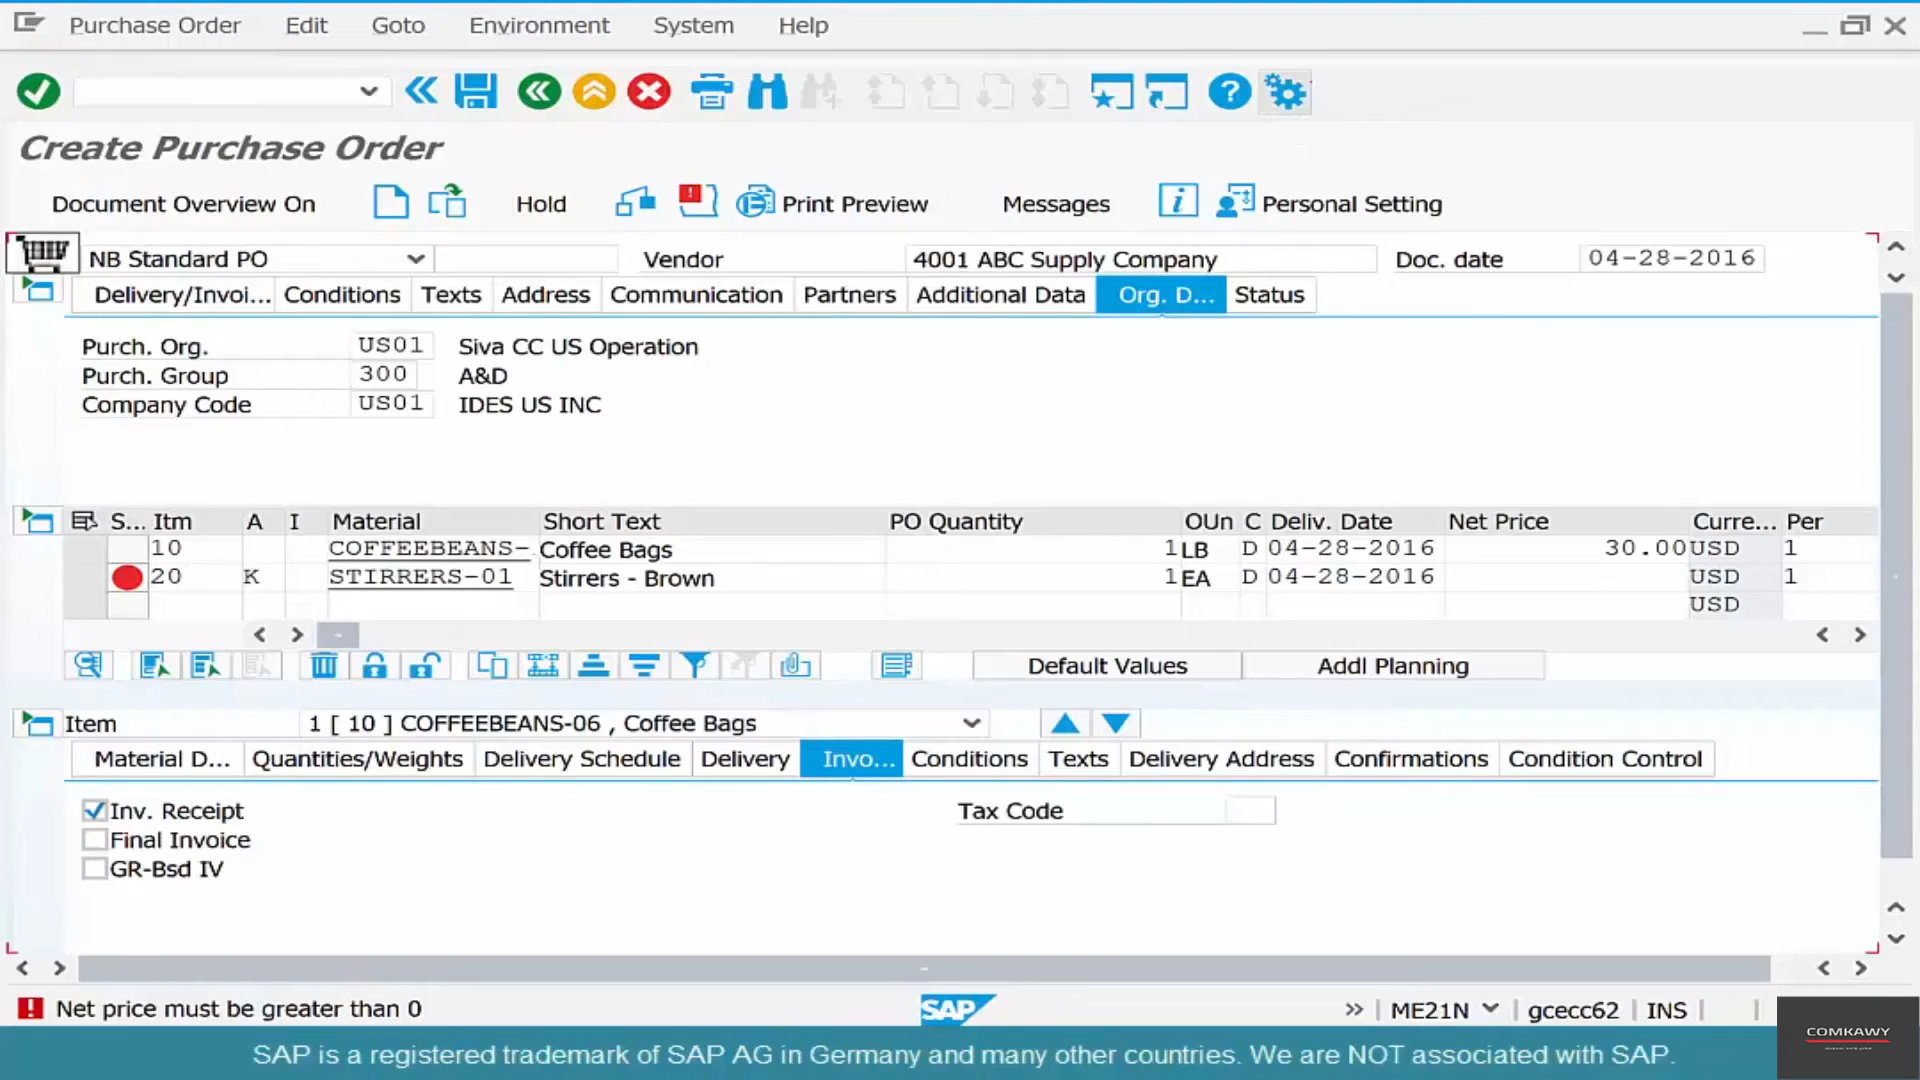 Purchase Order Edit Goto Environment System Help
Create Purchase Order
Document Overview On Hold Print Preview Messages Personal Setting
NB Standard PO Vendor 4001 ABC Supply Company Doc. date 04-28-2016
Delivery/Invoi... Conditions Texts Address Communication Partners Additional Data Org. D... Status
Purch. Org. US01 Siva CC US Operation
Purch. Group 300 A&D
Company Code US01 IDES US INC
S... Itm A I Material Short Text PO Quantity OUn C Deliv. Date Net Price Curre... Per
10 COFFEEBEANS- Coffee Bags 1 LB D 04-28-2016 30.00 USD 1
20 K STIRRERS-01 Stirrers - Brown 1 EA D 04-28-2016 USD 1
USD
Default Values Addl Planning
Item 1 [ 10 ] COFFEEBEANS-06 , Coffee Bags
Material D... Quantities/Weights Delivery Schedule Delivery Invo... Conditions Texts Delivery Address Confirmations Condition Control
Inv. Receipt Tax Code
Final Invoice
GR-Bsd IV
Net price must be greater than 0 SAP ME21N gcecc62 INS
COMKAWY
SAP is a registered trademark of SAP AG in Germany and many other countries. We are NOT associated with SAP.